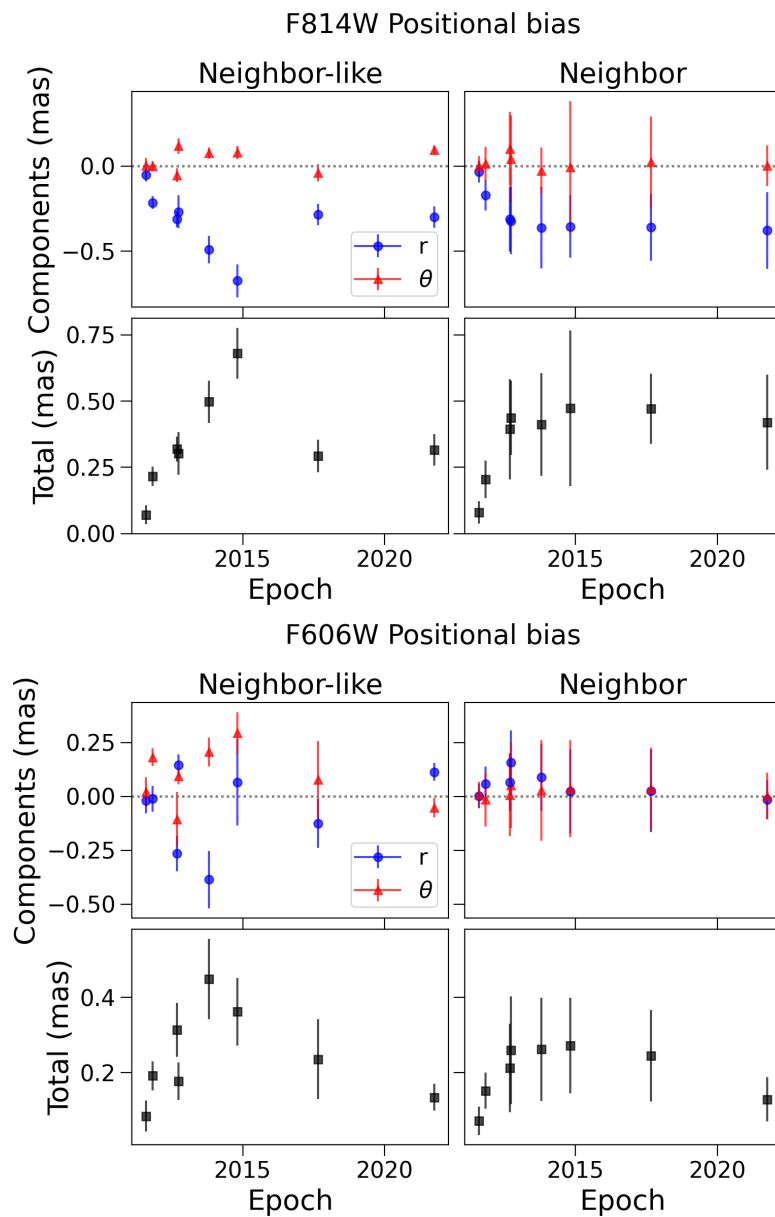 F814W Positional bias
Neighbor-like
Neighbor
Components (mas)
0.0
−0.5
r
θ
Total (mas)
0.75
0.50
0.25
0.00
2015
2020
2015
2020
Epoch
Epoch
F606W Positional bias
Neighbor-like
Neighbor
Components (mas)
0.25
0.00
−0.25
−0.50
r
θ
Total (mas)
0.4
0.2
2015
2020
2015
2020
Epoch
Epoch